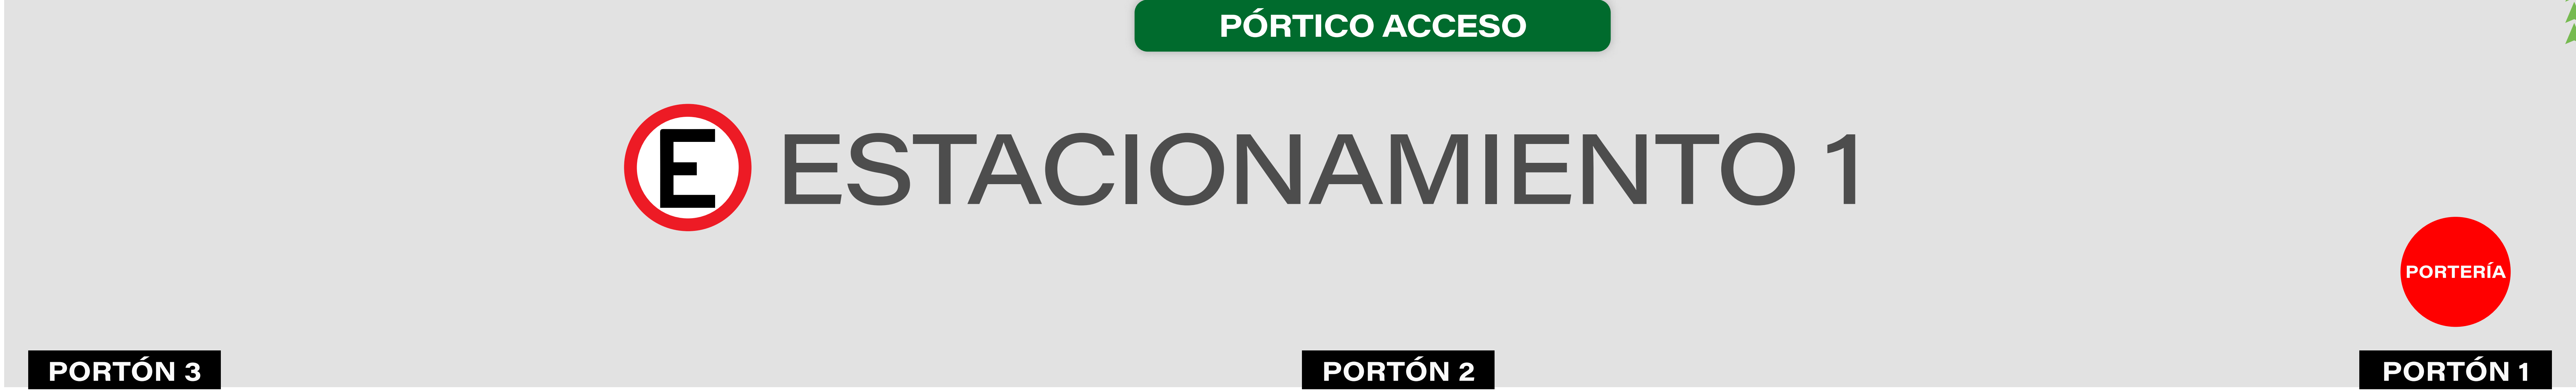 PÓRTICO ACCESO
E ESTACIONAMIENTO 1
PORTERÍA
PORTÓN 3
PORTÓN 2
PORTÓN 1